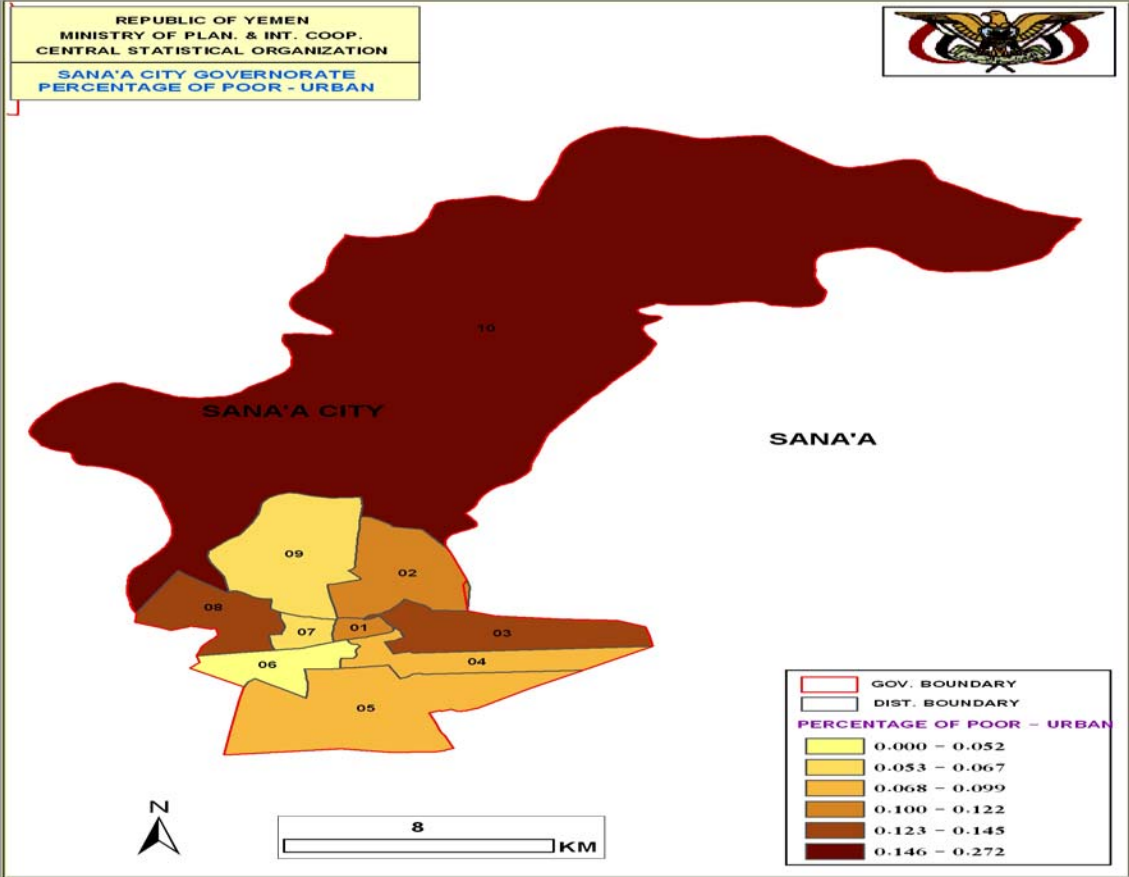 REPUBLIC OF YEMEN
MINISTRY OF PLAN. & INT. COOP.
CENTRAL STATISTICAL ORGANIZATION
SANA'A CITY GOVERNORATE
PERCENTAGE OF POOR - URBAN
10
SANA'A CITY
SANA'A
09
02
08
07
01
03
06
04
05
GOV. BOUNDARY
DIST. BOUNDARY
PERCENTAGE OF POOR - URBAN
0.000 - 0.052
0.053 - 0.067
0.068 - 0.099
0.100 - 0.122
0.123 - 0.145
0.146 - 0.272
N
8
KM